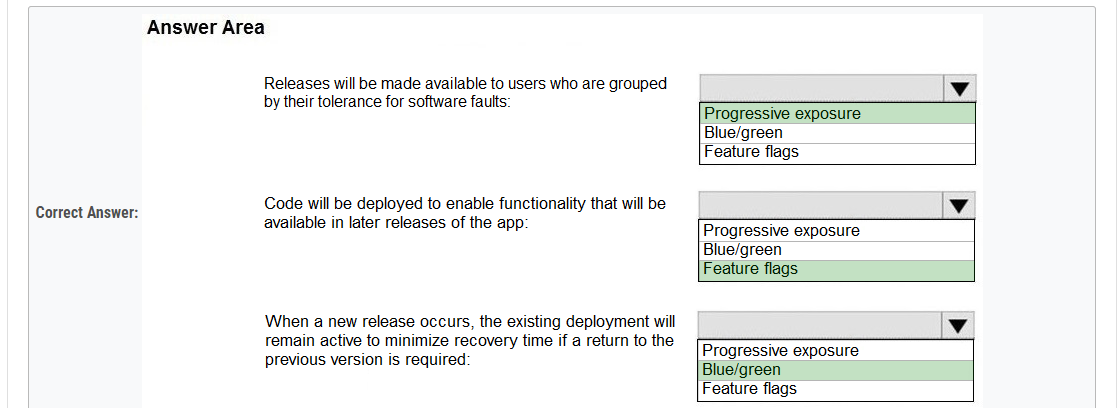 Answer Area
Releases will be made available to users who are grouped
by their tolerance for software faults:
Progressive exposure
Blue/green
Feature flags
Correct Answer:
Code will be deployed to enable functionality that will be
available in later releases of the app:
Progressive exposure
Blue/green
Feature flags
When a new release occurs, the existing deployment will
remain active to minimize recovery time if a return to the
previous version is required:
Progressive exposure
Blue/green
Feature flags